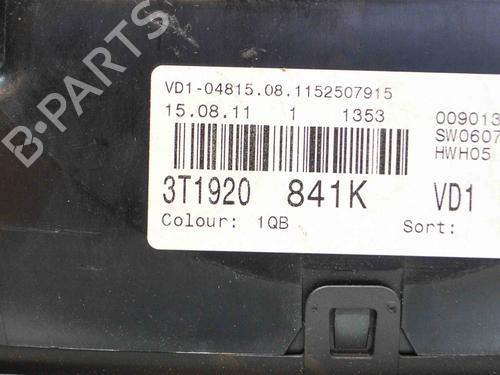 VD1-04815.08.1152507915
15.08.11 1 1353 009013
SW0607
HWH05
3T1920 841K VD1
Colour: 1QB Sort:
B-PARTS